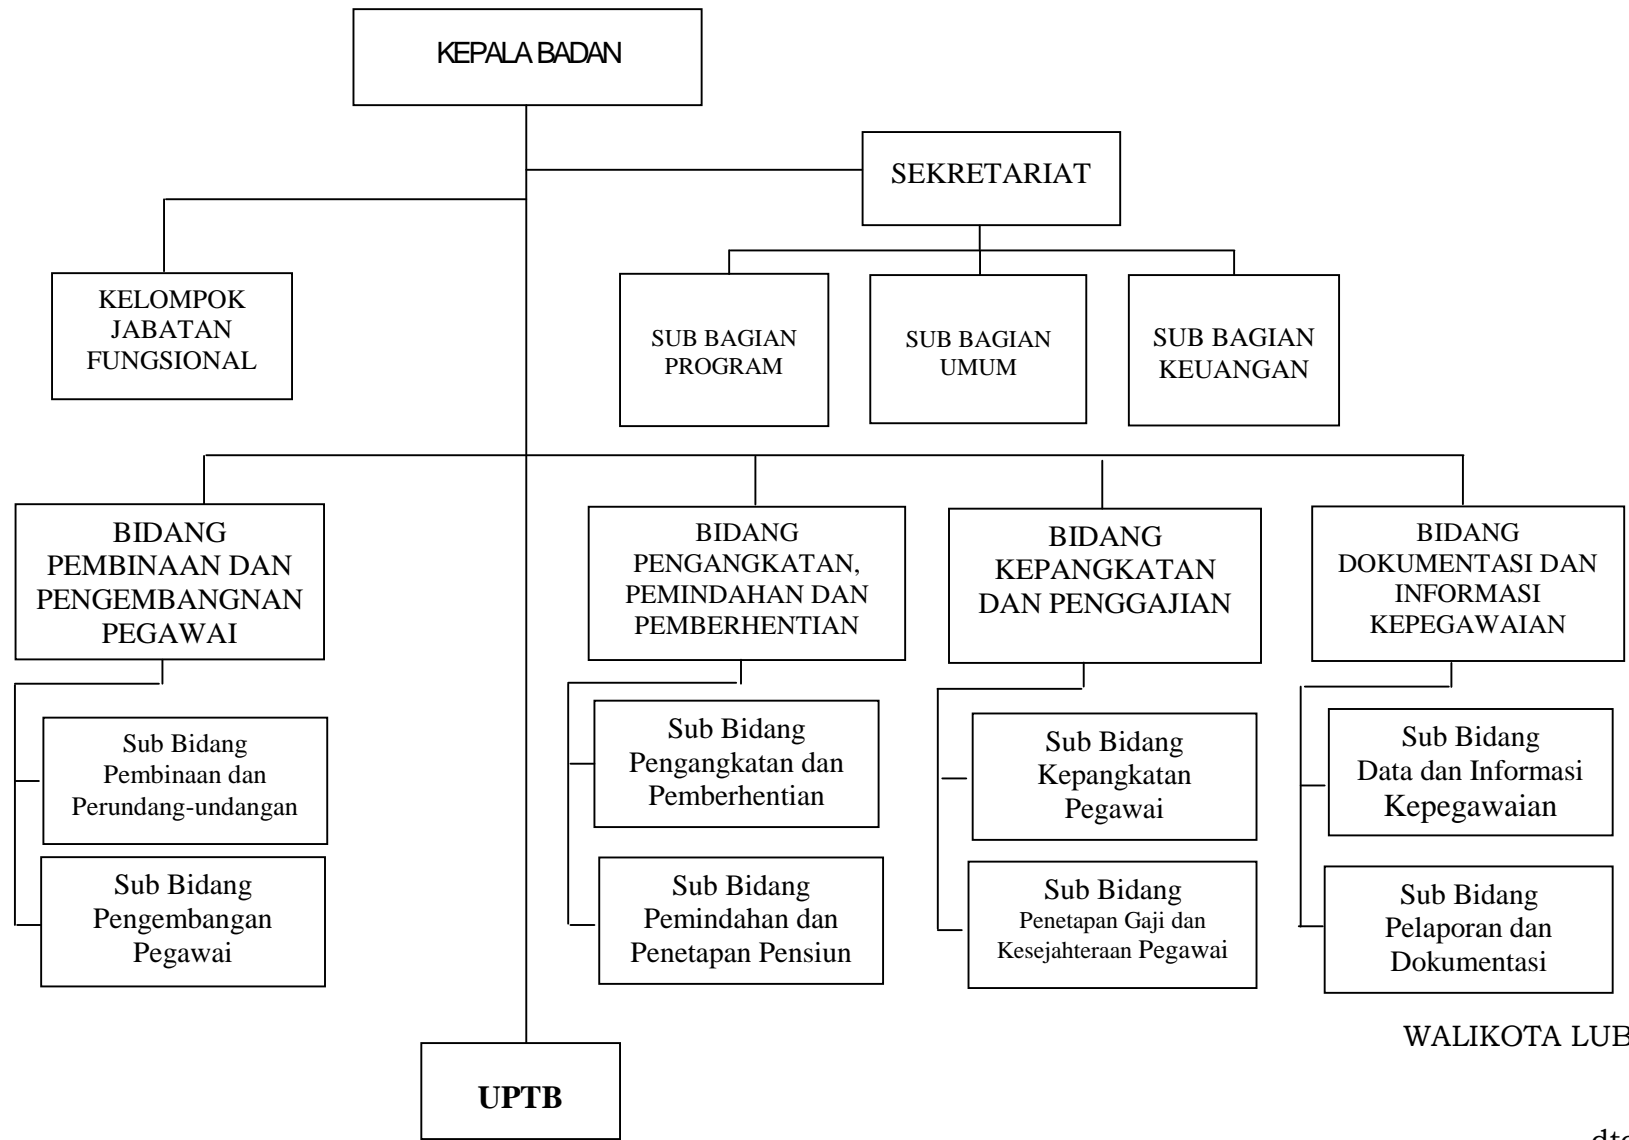 KEPALA BADAN
SEKRETARIAT
KELOMPOK
JABATAN
FUNGSIONAL
SUB BAGIAN
PROGRAM
SUB BAGIAN
UMUM
SUB BAGIAN
KEUANGAN
BIDANG
PEMBINAAN DAN
PENGEMBANGNAN
PEGAWAI
BIDANG
PENGANGKATAN,
PEMINDAHAN DAN
PEMBERHENTIAN
BIDANG
KEPANGKATAN
DAN PENGGAJIAN
BIDANG
DOKUMENTASI DAN
INFORMASI
KEPEGAWAIAN
Sub Bidang
Pembinaan dan
Perundang-undangan
Sub Bidang
Pengangkatan dan
Pemberhentian
Sub Bidang
Kepangkatan
Pegawai
Sub Bidang
Data dan Informasi
Kepegawaian
Sub Bidang
Pengembangan
Pegawai
Sub Bidang
Pemindahan dan
Penetapan Pensiun
Sub Bidang
Penetapan Gaji dan
Kesejahteraan Pegawai
Sub Bidang
Pelaporan dan
Dokumentasi
WALIKOTA LUB
UPTB